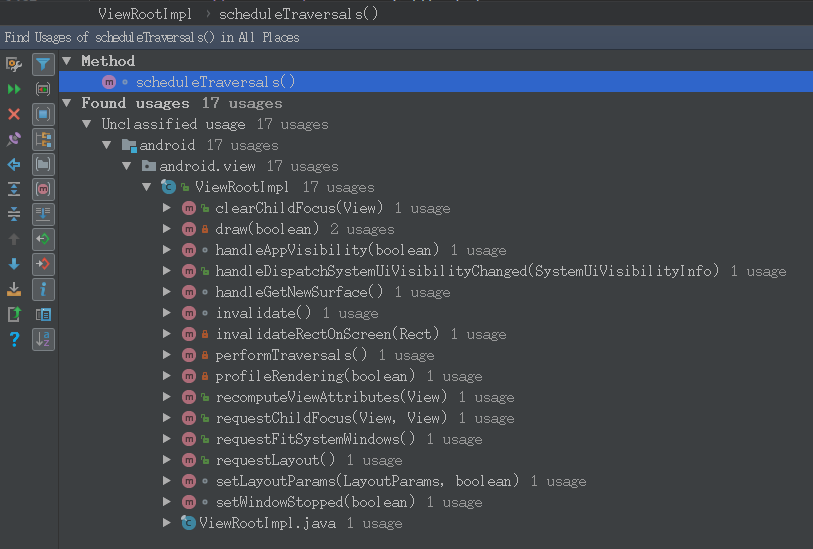 ViewRootImpl › scheduleTraversals()
Find Usages of scheduleTraversals() in All Places
Method
m scheduleTraversals()
Found usages 17 usages
Unclassified usage 17 usages
android 17 usages
android.view 17 usages
C ViewRootImpl 17 usages
m clearChildFocus(View) 1 usage
m draw(boolean) 2 usages
m handleAppVisibility(boolean) 1 usage
m handleDispatchSystemUiVisibilityChanged(SystemUiVisibilityInfo) 1 usage
m handleGetNewSurface() 1 usage
m invalidate() 1 usage
m invalidateRectOnScreen(Rect) 1 usage
m performTraversals() 1 usage
m profileRendering(boolean) 1 usage
m recomputeViewAttributes(View) 1 usage
m requestChildFocus(View, View) 1 usage
m requestFitSystemWindows() 1 usage
m requestLayout() 1 usage
m setLayoutParams(LayoutParams, boolean) 1 usage
m setWindowStopped(boolean) 1 usage
C ViewRootImpl.java 1 usage